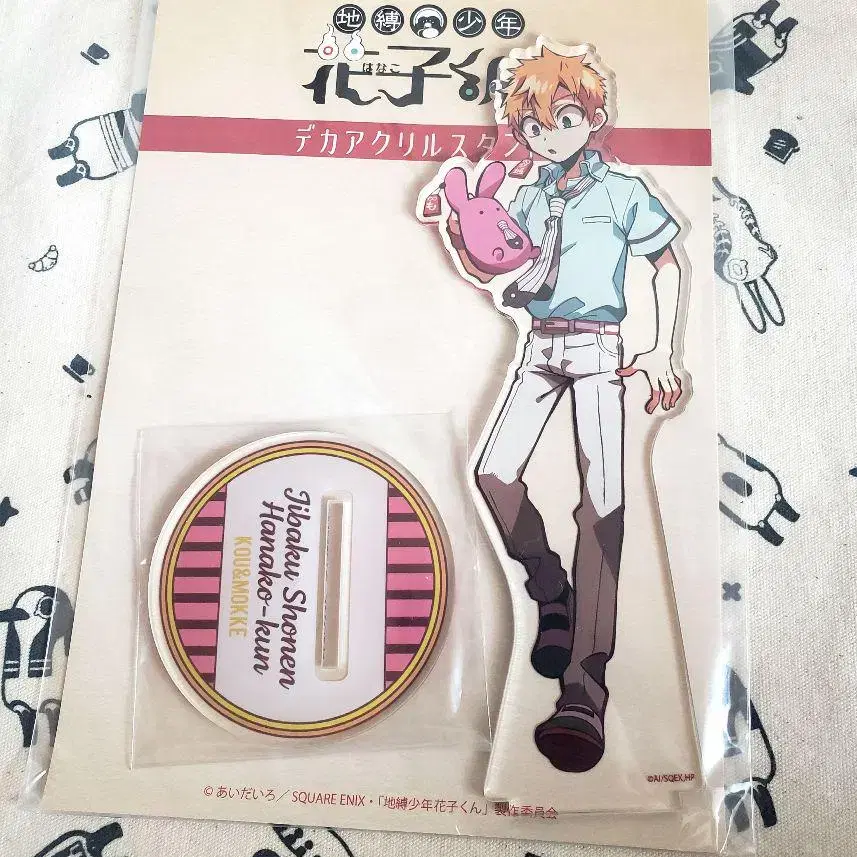 地縛少年
花子くん
はなこ
デカアクリルスタン
Jibaku Shonen
Hanako-kun
KOU&MOKKE
©AI/SQEX,HP
© あいだいろ／ SQUARE ENIX・「地縛少年花子くん」製作委員会